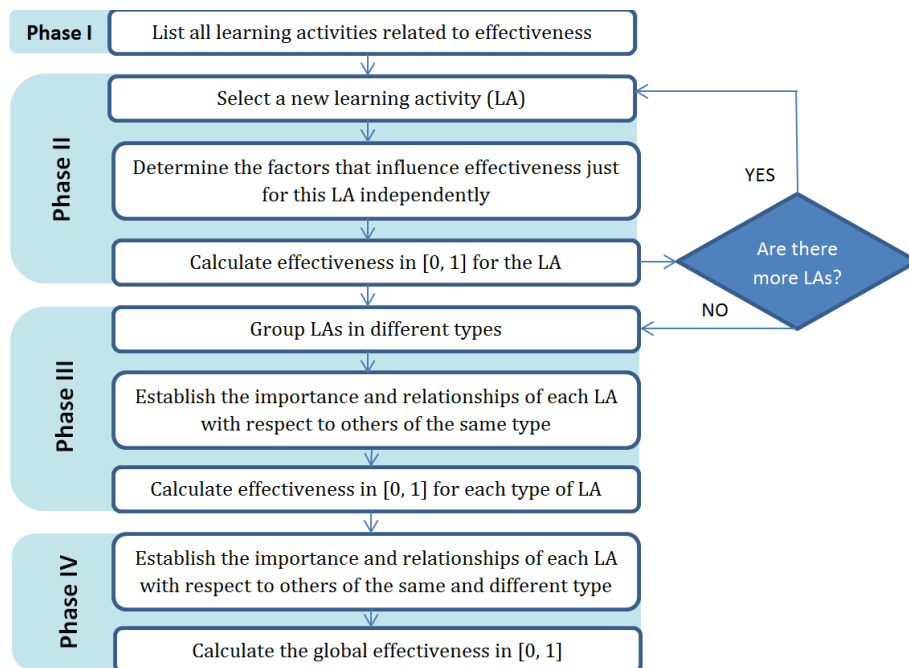 Phase I
List all learning activities related to effectiveness
Phase II
Select a new learning activity (LA)
Determine the factors that influence effectiveness just
for this LA independently
Calculate effectiveness in [0, 1] for the LA
YES
Are there
more LAs?
NO
Phase III
Group LAs in different types
Establish the importance and relationships of each LA
with respect to others of the same type
Calculate effectiveness in [0, 1] for each type of LA
Phase IV
Establish the importance and relationships of each LA
with respect to others of the same and different type
Calculate the global effectiveness in [0, 1]